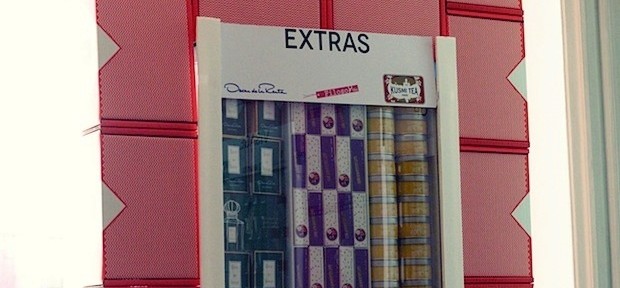 EXTRAS
Oscar de la Renta
KUSMI TEA